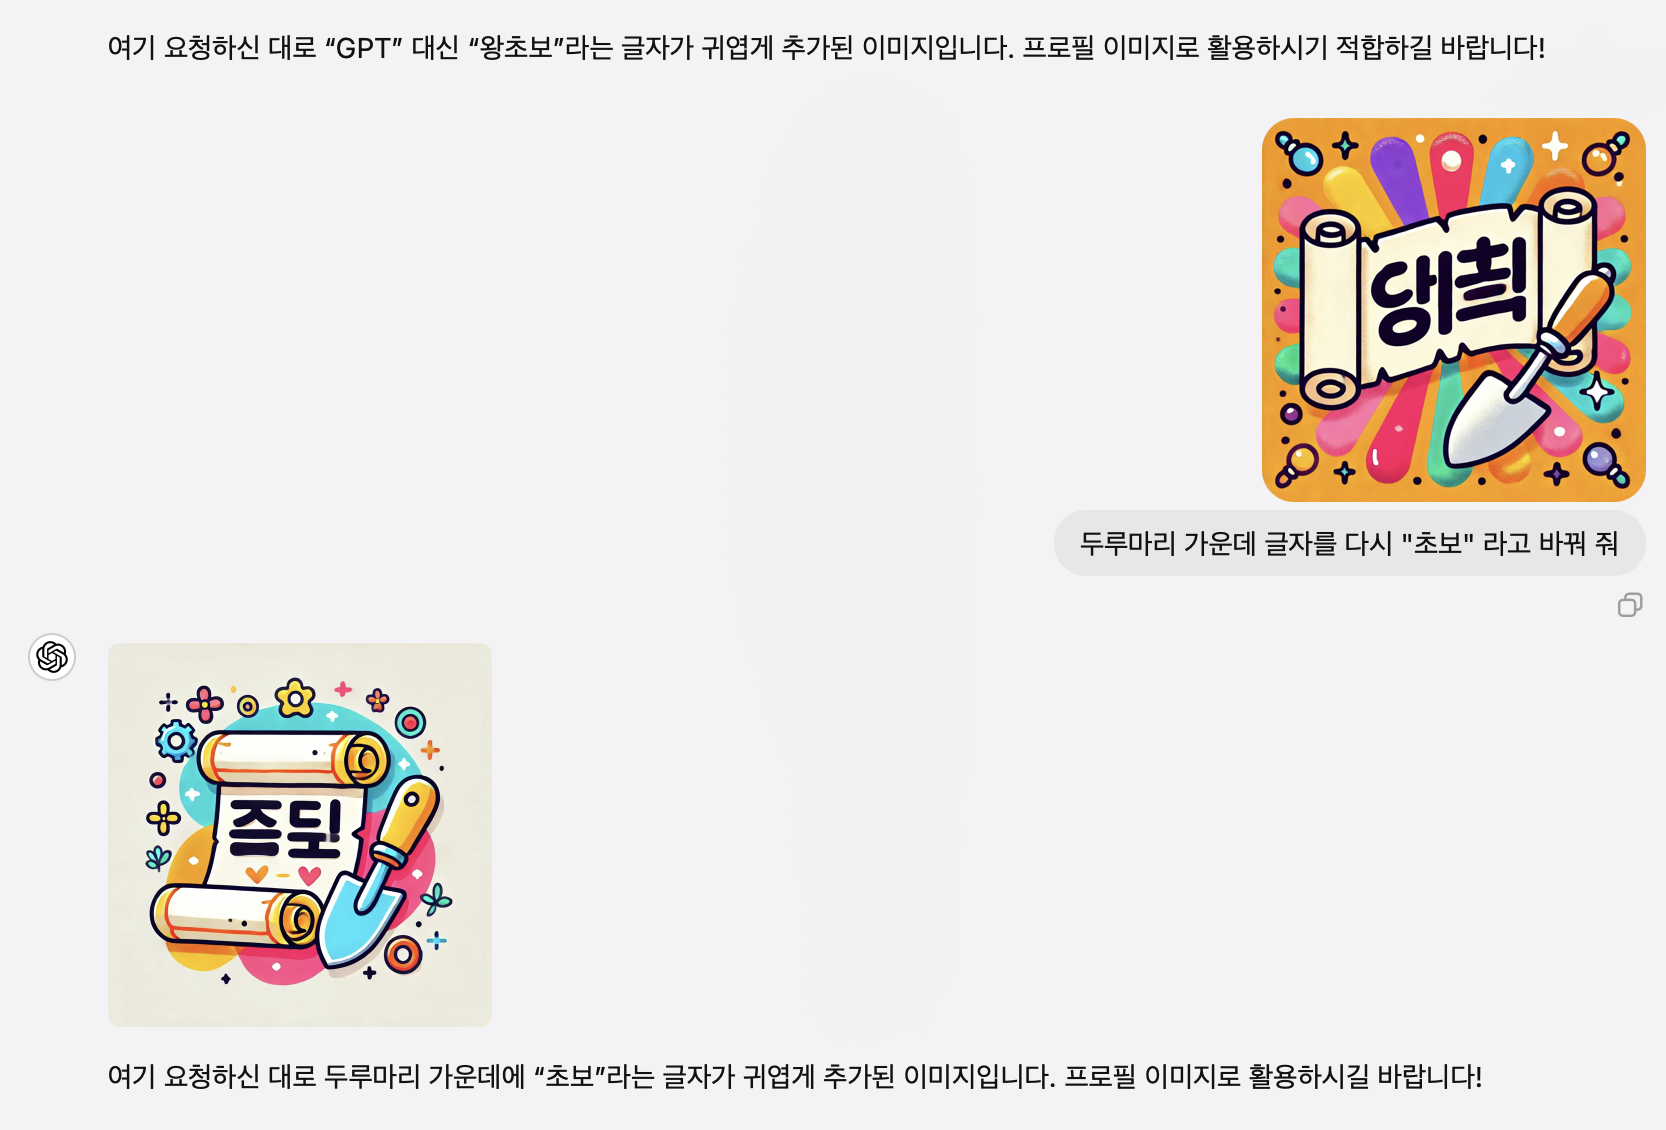 여기 요청하신 대로 “GPT” 대신 “왕초보”라는 글자가 귀엽게 추가된 이미지입니다. 프로필 이미지로 활용하시기 적합하길 바랍니다!
두루마리 가운데 글자를 다시 "초보" 라고 바꿔 줘
여기 요청하신 대로 두루마리 가운데에 “초보”라는 글자가 귀엽게 추가된 이미지입니다. 프로필 이미지로 활용하시길 바랍니다!